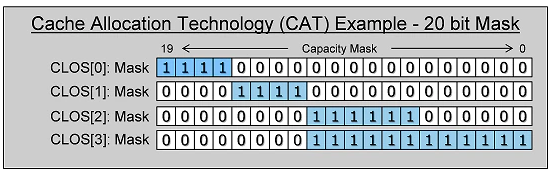 Cache Allocation Technology (CAT) Example - 20 bit Mask
19 Capacity Mask 0
CLOS[0]: Mask 1 1 1 1 0 0 0 0 0 0 0 0 0 0 0 0 0 0 0 0
CLOS[1]: Mask 0 0 0 0 1 1 1 1 0 0 0 0 0 0 0 0 0 0 0 0
CLOS[2]: Mask 0 0 0 0 0 0 0 0 1 1 1 1 1 1 0 0 0 0 0 0
CLOS[3]: Mask 0 0 0 0 0 0 0 0 1 1 1 1 1 1 1 1 1 1 1 1